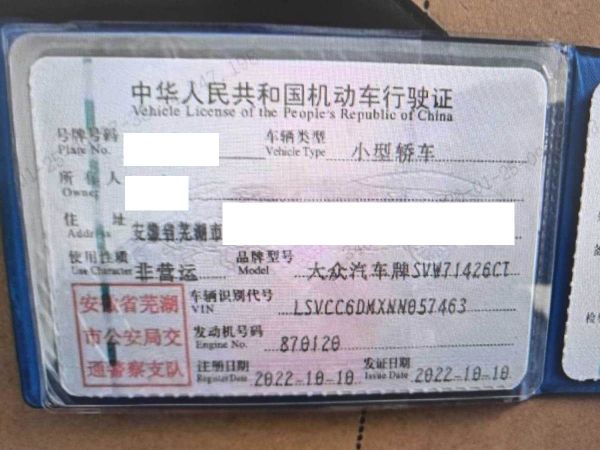 中华人民共和国机动车行驶证
Vehicle License of the People's Republic of China
号牌号码 车辆类型 小型轿车
Plate No. Vehicle Type
所有人
Owner
住址 安徽省芜湖市
Address
使用性质 非营运 品牌型号 大众汽车牌SVW71426CT
Use Character Model
安徽省芜湖
市公安局交
通警察支队
车辆识别代号 LSVCC6DMXNN057463
VIN
发动机号码 870120
Engine No.
注册日期 2022-10-10 发证日期 2022-10-10
Register Date Issue Date